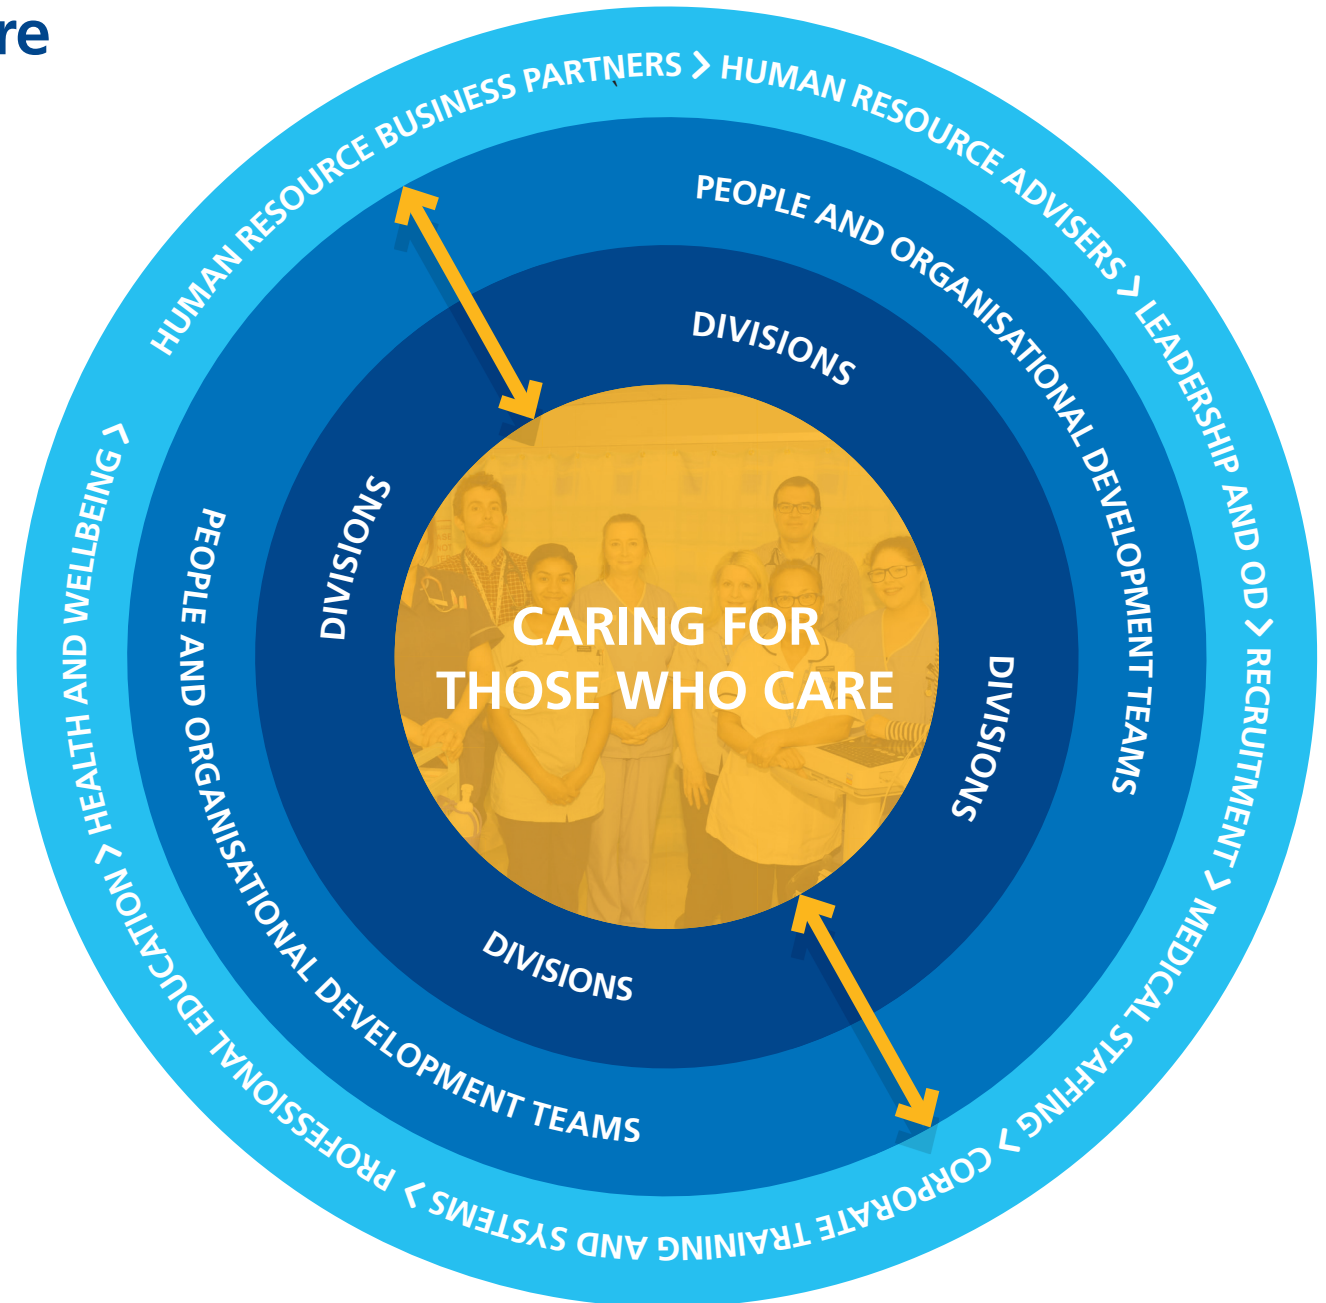 re
HUMAN RESOURCE BUSINESS PARTNERS > HUMAN RESOURCE ADVISERS > LEADERSHIP AND OD > RECRUITMENT > MEDICAL STAFFING > CORPORATE TRAINING AND SYSTEMS > PROFESSIONAL EDUCATION > HEALTH AND WELLBEING >
PEOPLE AND ORGANISATIONAL DEVELOPMENT TEAMS
PEOPLE AND ORGANISATIONAL DEVELOPMENT TEAMS
DIVISIONS
DIVISIONS
DIVISIONS
DIVISIONS
CARING FOR
THOSE WHO CARE